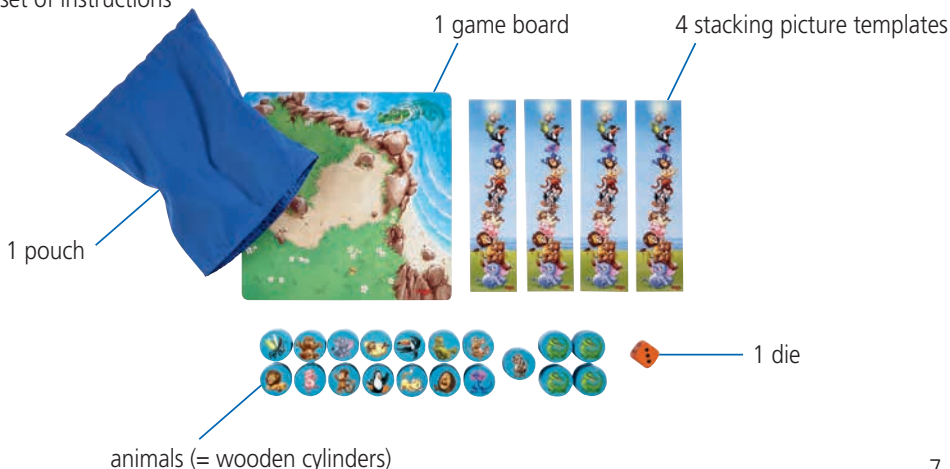 set of instructions
1 game board
4 stacking picture templates
1 pouch
1 die
animals (= wooden cylinders)
7